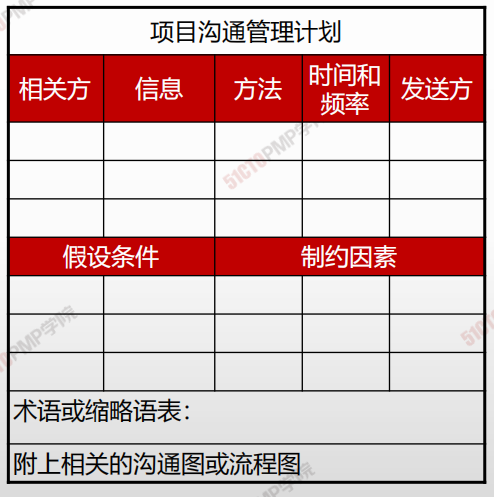 项目沟通管理计划
相关方 信息 方法 时间和频率 发送方
假设条件 制约因素
术语或缩略语表：
附上相关的沟通图或流程图
51CTOPMP学院